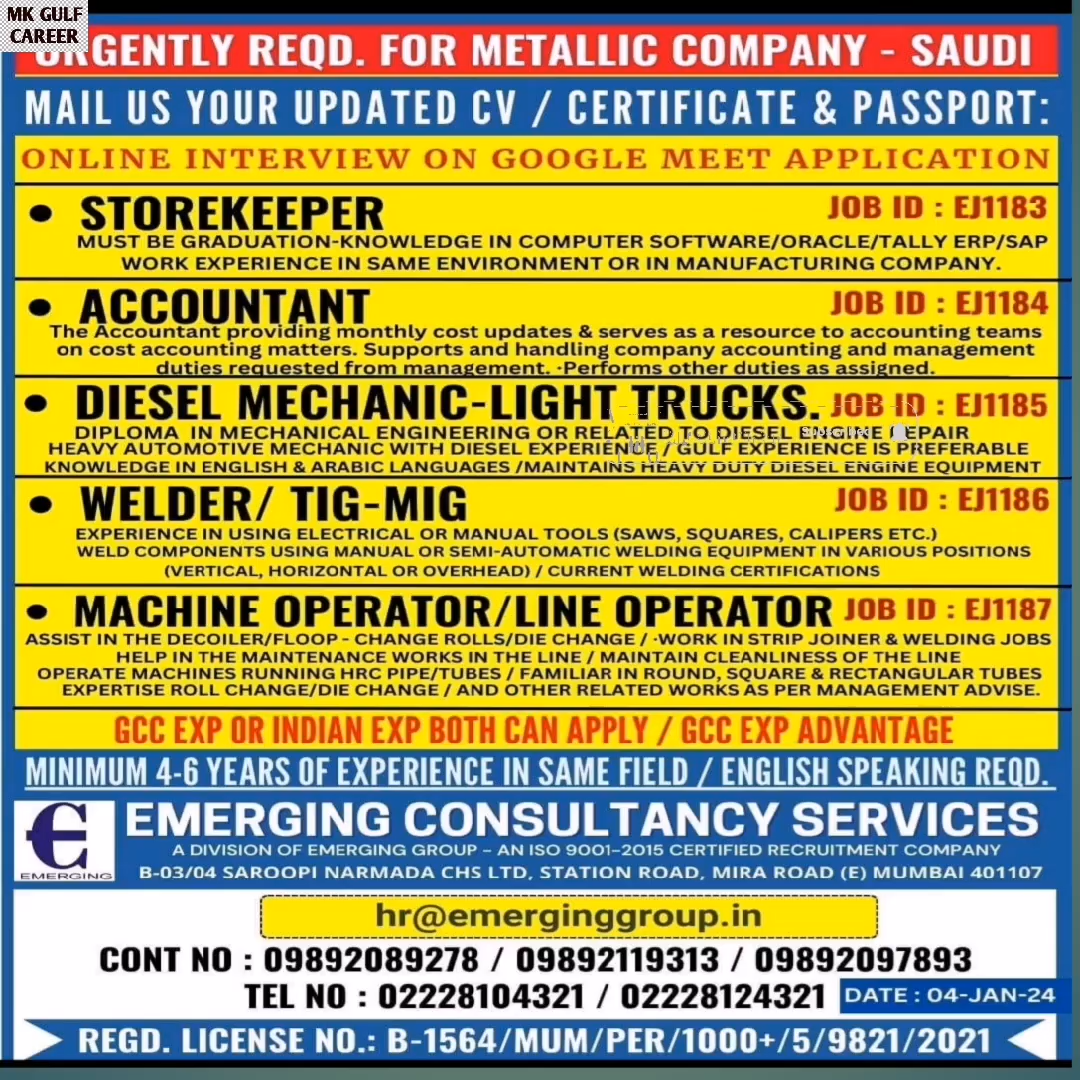 MK GULF
CAREER
URGENTLY REQD. FOR METALLIC COMPANY - SAUDI
MAIL US YOUR UPDATED CV / CERTIFICATE & PASSPORT:
ONLINE INTERVIEW ON GOOGLE MEET APPLICATION
• STOREKEEPER JOB ID : EJ1183
MUST BE GRADUATION-KNOWLEDGE IN COMPUTER SOFTWARE/ORACLE/TALLY ERP/SAP
WORK EXPERIENCE IN SAME ENVIRONMENT OR IN MANUFACTURING COMPANY.
• ACCOUNTANT JOB ID : EJ1184
The Accountant providing monthly cost updates & serves as a resource to accounting teams
on cost accounting matters. Supports and handling company accounting and management
duties requested from management. ·Performs other duties as assigned.
• DIESEL MECHANIC-LIGHT TRUCKS. JOB ID : EJ1185
DIPLOMA IN MECHANICAL ENGINEERING OR RELATED TO DIESEL ENGINE REPAIR
Subscribed
HEAVY AUTOMOTIVE MECHANIC WITH DIESEL EXPERIENCE / GULF EXPERIENCE IS PREFERABLE
KNOWLEDGE IN ENGLISH & ARABIC LANGUAGES /MAINTAINS HEAVY DUTY DIESEL ENGINE EQUIPMENT
• WELDER/ TIG-MIG JOB ID : EJ1186
EXPERIENCE IN USING ELECTRICAL OR MANUAL TOOLS (SAWS, SQUARES, CALIPERS ETC.)
WELD COMPONENTS USING MANUAL OR SEMI-AUTOMATIC WELDING EQUIPMENT IN VARIOUS POSITIONS
(VERTICAL, HORIZONTAL OR OVERHEAD) / CURRENT WELDING CERTIFICATIONS
• MACHINE OPERATOR/LINE OPERATOR JOB ID : EJ1187
ASSIST IN THE DECOILER/FLOOP - CHANGE ROLLS/DIE CHANGE / ·WORK IN STRIP JOINER & WELDING JOBS
HELP IN THE MAINTENANCE WORKS IN THE LINE / MAINTAIN CLEANLINESS OF THE LINE
OPERATE MACHINES RUNNING HRC PIPE/TUBES / FAMILIAR IN ROUND, SQUARE & RECTANGULAR TUBES
EXPERTISE ROLL CHANGE/DIE CHANGE / AND OTHER RELATED WORKS AS PER MANAGEMENT ADVISE.
GCC EXP OR INDIAN EXP BOTH CAN APPLY / GCC EXP ADVANTAGE
MINIMUM 4-6 YEARS OF EXPERIENCE IN SAME FIELD / ENGLISH SPEAKING REQD.
EMERGING
EMERGING CONSULTANCY SERVICES
A DIVISION OF EMERGING GROUP - AN ISO 9001-2015 CERTIFIED RECRUITMENT COMPANY
B-03/04 SAROOPI NARMADA CHS LTD, STATION ROAD, MIRA ROAD (E) MUMBAI 401107
hr@emerginggroup.in
CONT NO : 09892089278 / 09892119313 / 09892097893
TEL NO : 02228104321 / 02228124321
DATE : 04-JAN-24
REGD. LICENSE NO.: B-1564/MUM/PER/1000+/5/9821/2021